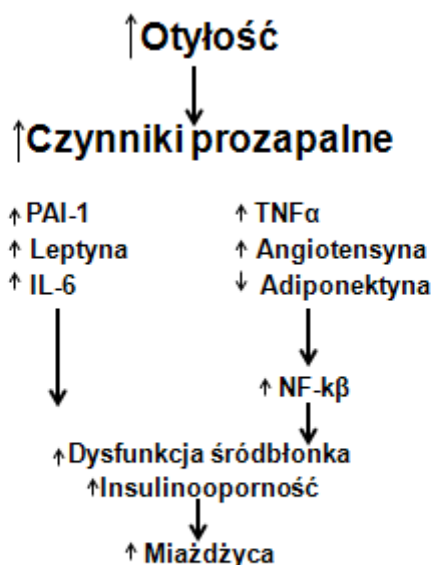 ↑Otyłość
↑Czynniki prozapalne
↑ PAI-1
↑ Leptyna
↑ IL-6
↑ TNFα
↑ Angiotensyna
↓ Adiponektyna
↑ NF-kβ
↑Dysfunkcja śródbłonka
↑Insulinooporność
↑ Miażdżyca